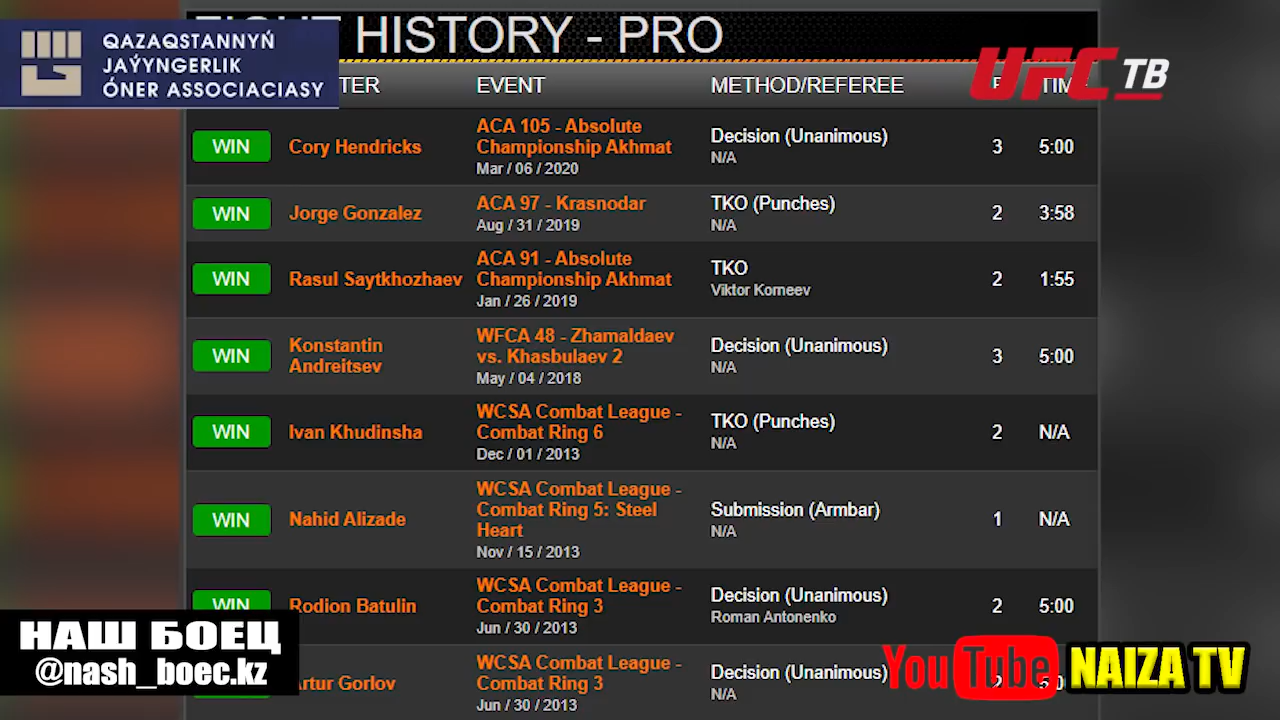 HISTORY - PRO
QAZAQSTANNYŃ
JAÝYNGERLIK
ÓNER ASSOCIACIASY
UFC ТВ
EVENT METHOD/REFEREE
WIN Cory Hendricks ACA 105 - Absolute Championship Akhmat Decision (Unanimous) 3 5:00
Mar / 06 / 2020 N/A
WIN Jorge Gonzalez ACA 97 - Krasnodar TKO (Punches) 2 3:58
Aug / 31 / 2019 N/A
WIN Rasul Saytkhozhaev ACA 91 - Absolute Championship Akhmat TKO 2 1:55
Jan / 26 / 2019 Viktor Korneev
WIN Konstantin Andreitsev WFCA 48 - Zhamaldaev vs. Khasbulaev 2 Decision (Unanimous) 3 5:00
May / 04 / 2018 N/A
WIN Ivan Khudinsha WCSA Combat League - Combat Ring 6 TKO (Punches) 2 N/A
Dec / 01 / 2013 N/A
WIN Nahid Alizade WCSA Combat League - Combat Ring 5: Steel Heart Submission (Armbar) 1 N/A
Nov / 15 / 2013 N/A
WIN Rodion Batulin WCSA Combat League - Combat Ring 3 Decision (Unanimous) 2 5:00
Jun / 30 / 2013 Roman Antonenko
Gorlov WCSA Combat League - Combat Ring 3 Decision (Unanimous)
Jun / 30 / 2013 N/A
НАШ БОЕЦ
@nash_boec.kz
YouTube NAIZA TV